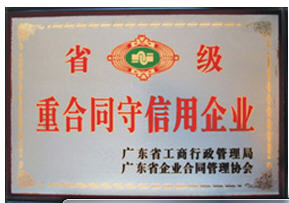 省级
重合同守信用企业
广东省工商行政管理局
广东省企业合同管理协会